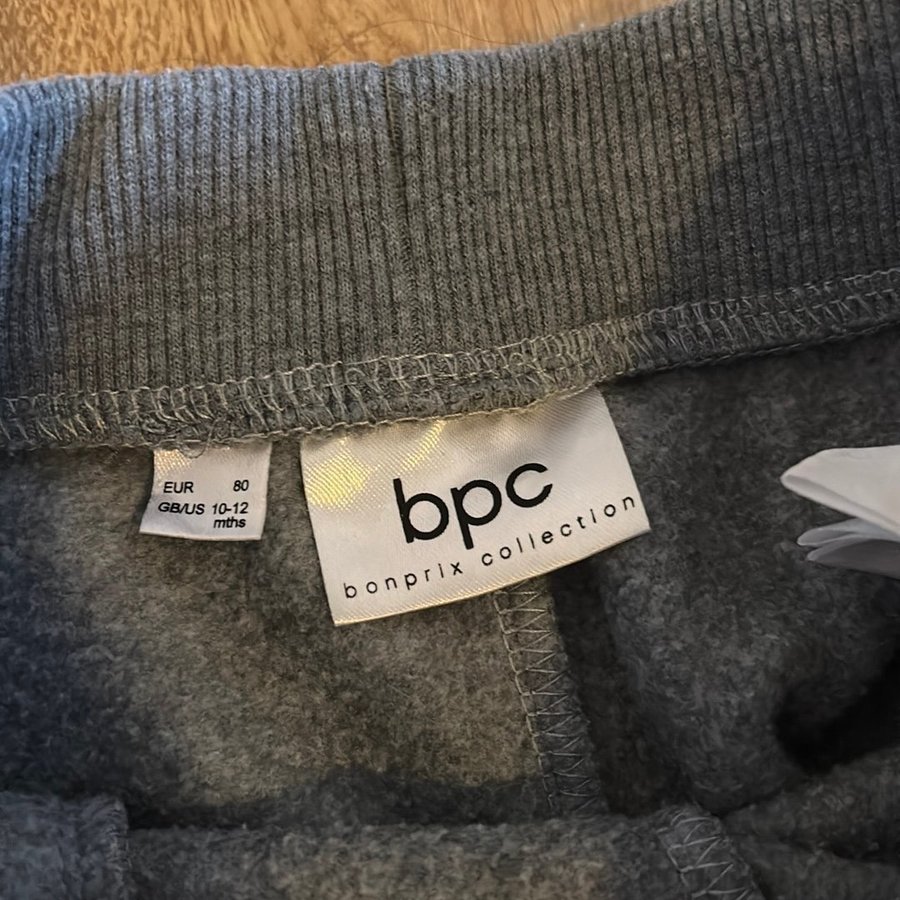 EUR 80
GB/US 10-12
mths
bpc
bonprix collection